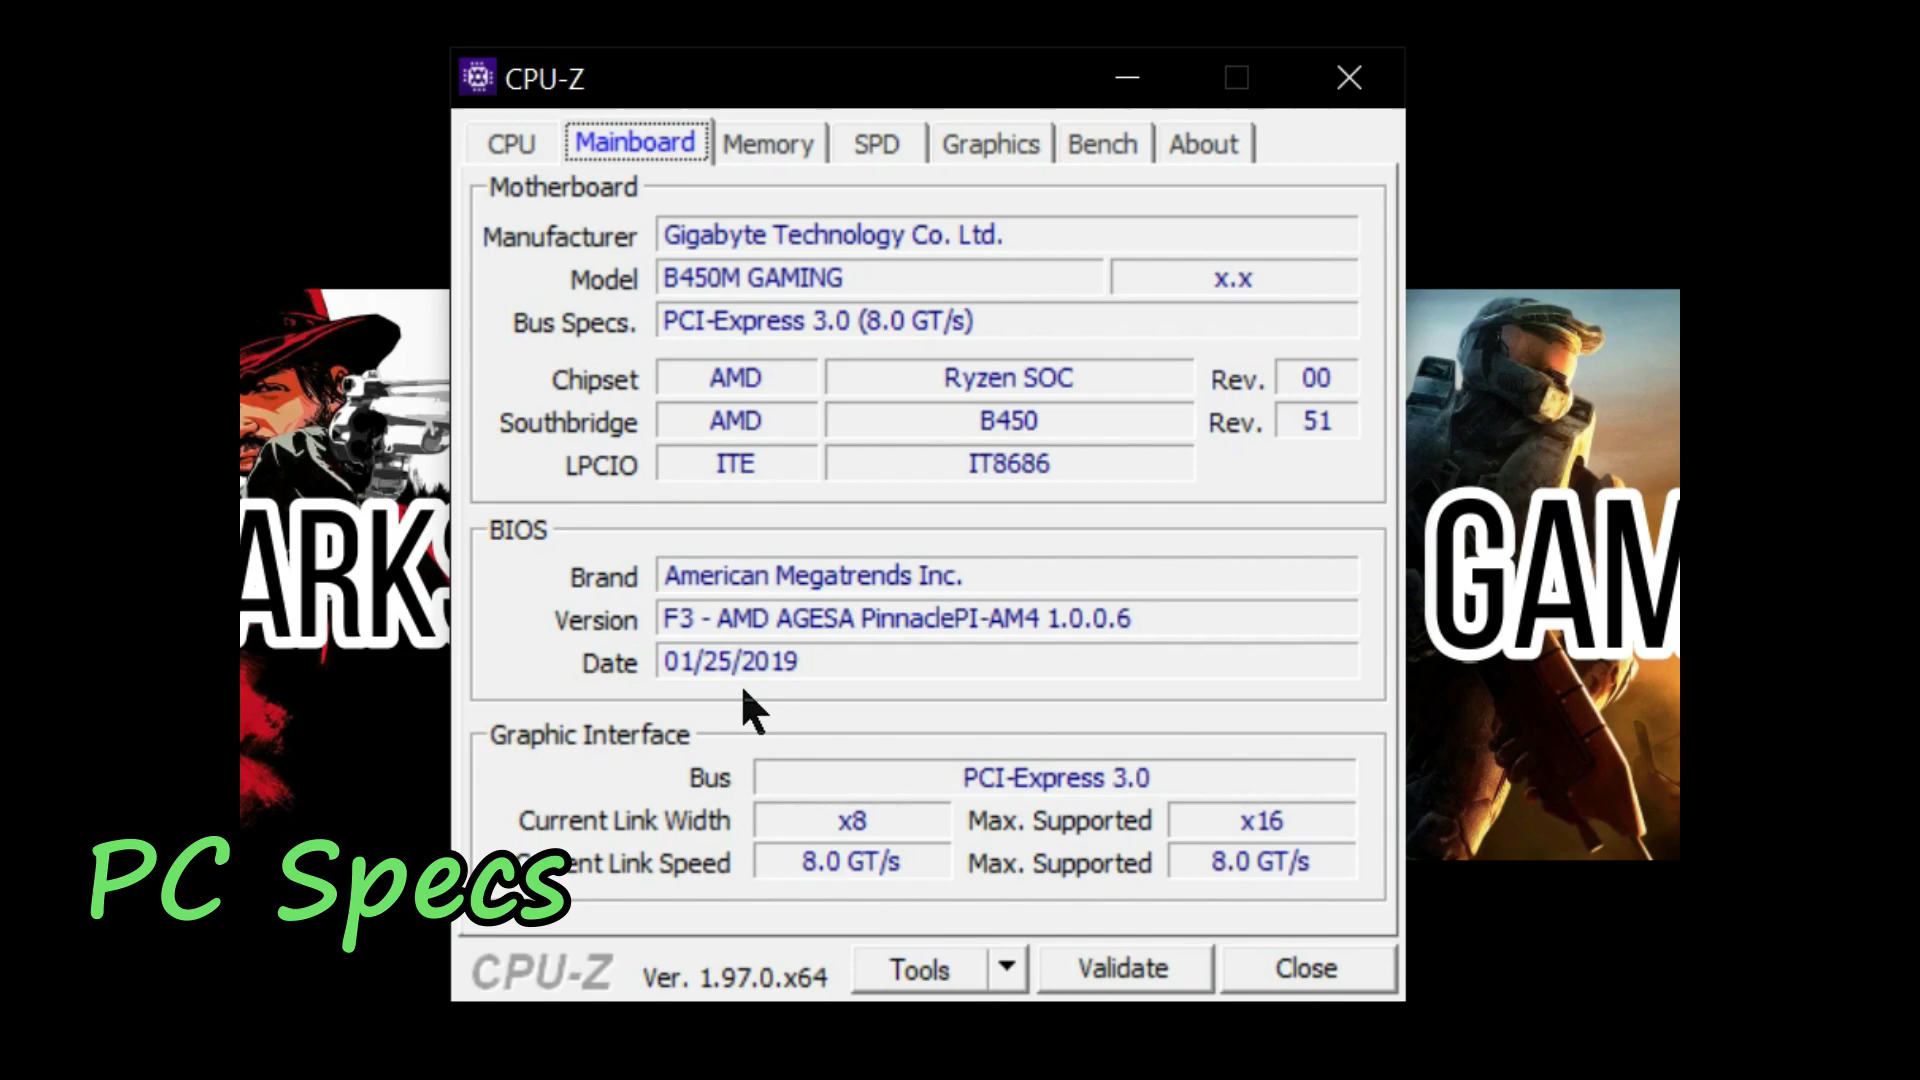 CPU-Z
CPU Mainboard Memory SPD Graphics Bench About
Motherboard
Manufacturer Gigabyte Technology Co. Ltd.
Model B450M GAMING x.x
Bus Specs. PCI-Express 3.0 (8.0 GT/s)
Chipset AMD Ryzen SOC Rev. 00
Southbridge AMD B450 Rev. 51
LPCIO ITE IT8686
ARKS
GAM
BIOS
Brand American Megatrends Inc.
Version F3 - AMD AGESA PinnaclePI-AM4 1.0.0.6
Date 01/25/2019
Graphic Interface
Bus PCI-Express 3.0
Current Link Width x8 Max. Supported x16
ent Link Speed 8.0 GT/s Max. Supported 8.0 GT/s
PC Specs
CPU-Z Ver. 1.97.0.x64 Tools Validate Close